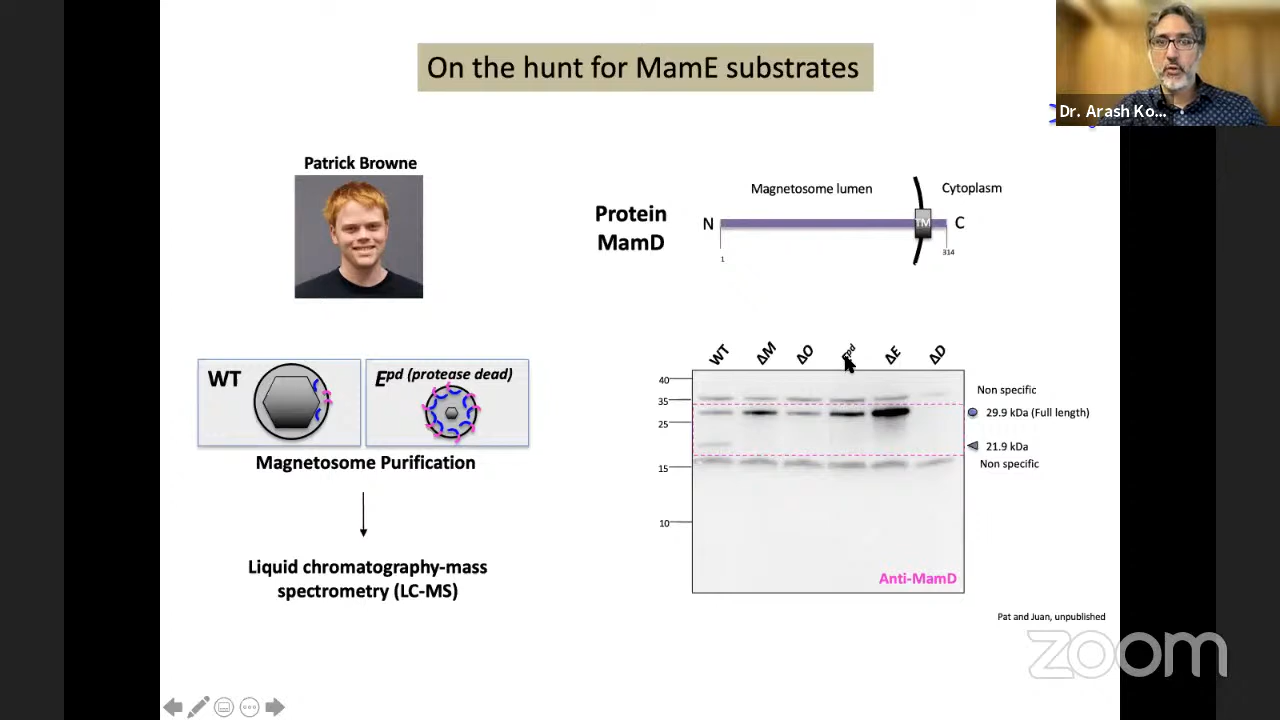 On the hunt for MamE substrates
Dr. Arash Ko...
Patrick Browne
Protein
MamD
Magnetosome lumen
Cytoplasm
N
TM
C
1
314
WT
Epd (protease dead)
Magnetosome Purification
Liquid chromatography-mass
spectrometry (LC-MS)
WT ΔM ΔO Epd ΔE ΔD
40
35
25
15
10
Non specific
29.9 kDa (Full length)
21.9 kDa
Non specific
Anti-MamD
Pat and Juan, unpublished
zoom